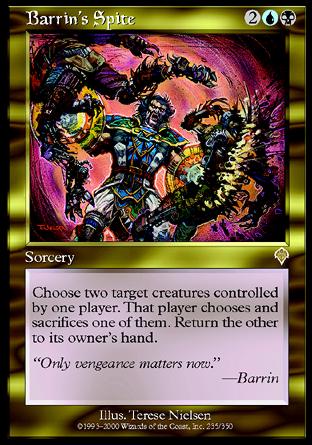 Barrin's Spite 2
Sorcery
Choose two target creatures controlled
by one player. That player chooses and
sacrifices one of them. Return the other
to its owner's hand.
“Only vengeance matters now.”
—Barrin
Illus. Terese Nielsen
©1993–2000 Wizards of the Coast, Inc. 235/350